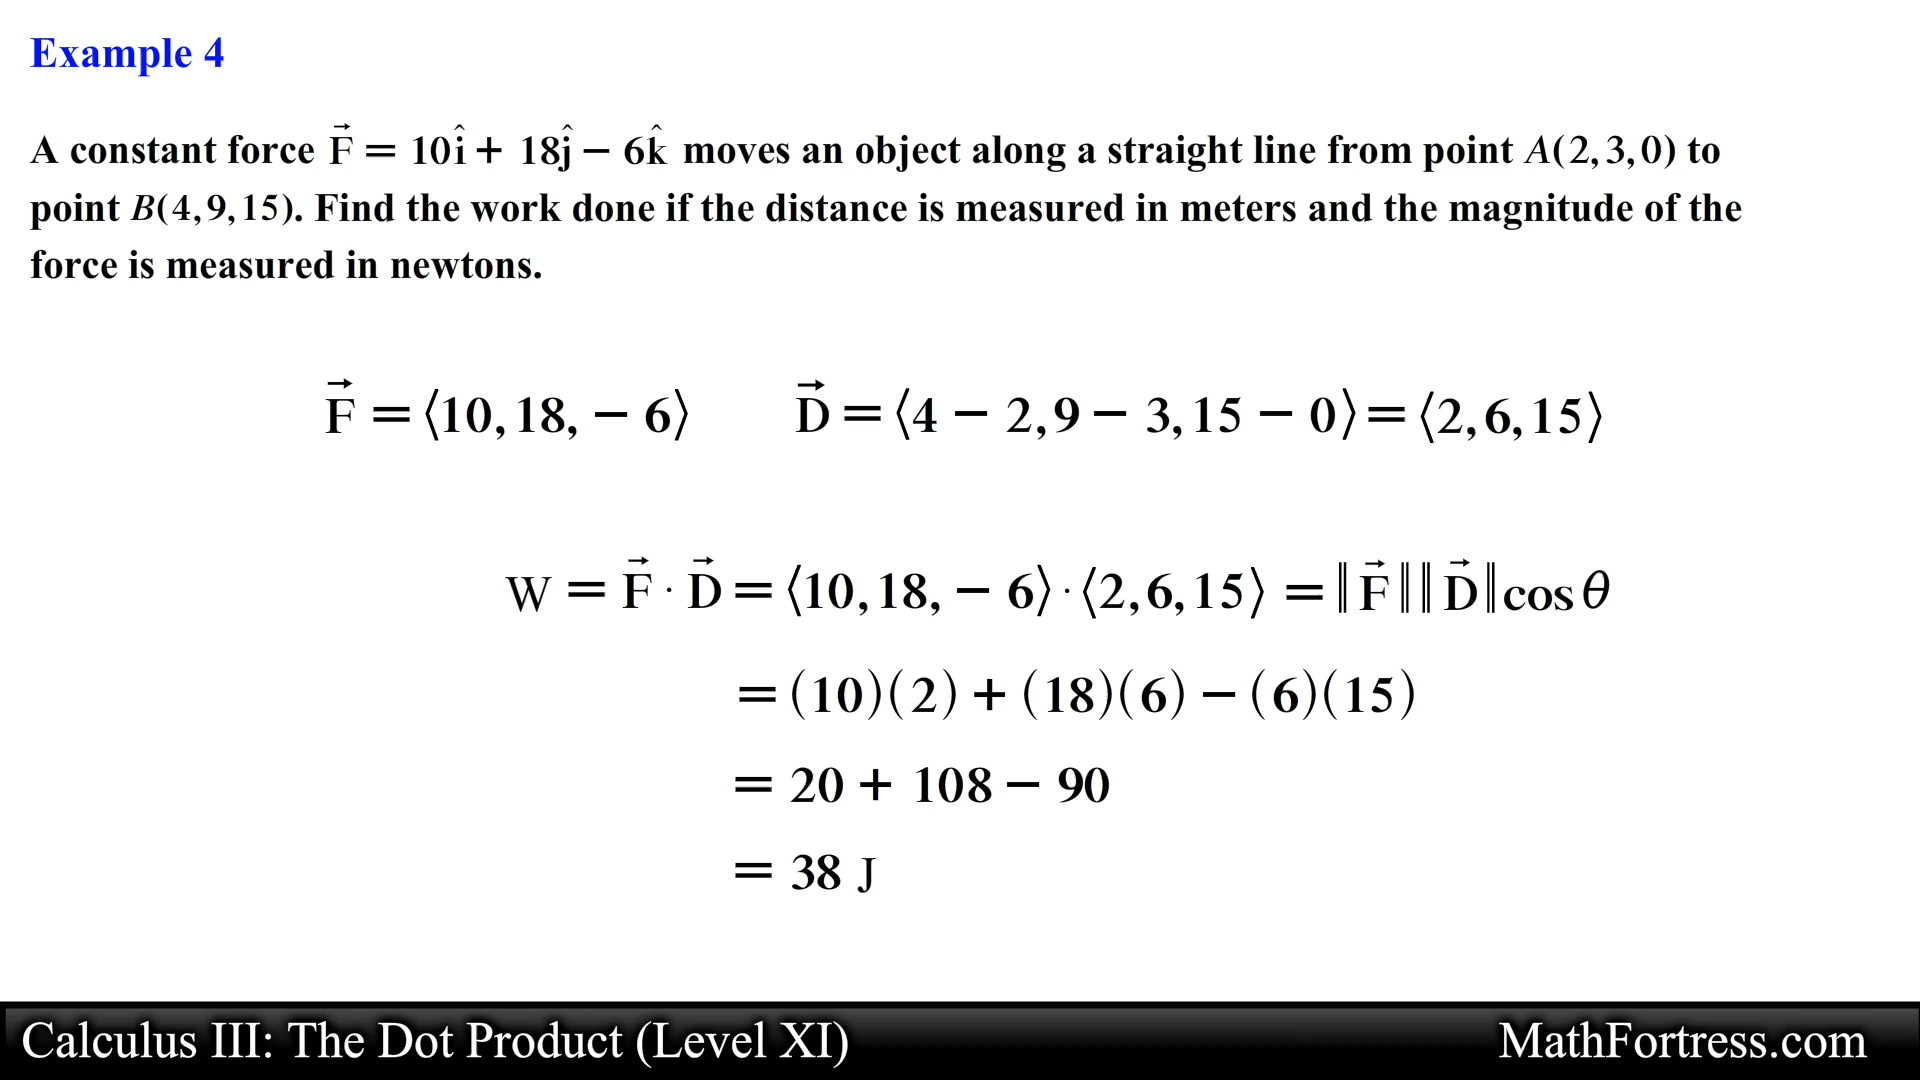 Example 4
A constant force F⃗ = 10î + 18ĵ − 6k̂ moves an object along a straight line from point A(2, 3, 0) to
point B(4, 9, 15). Find the work done if the distance is measured in meters and the magnitude of the
force is measured in newtons.
F⃗ = ⟨10, 18, − 6⟩ D⃗ = ⟨4 − 2, 9 − 3, 15 − 0⟩ = ⟨2, 6, 15⟩
W = F⃗ · D⃗ = ⟨10, 18, − 6⟩ · ⟨2, 6, 15⟩ = ‖F⃗‖‖D⃗‖cos θ
= (10)(2) + (18)(6) − (6)(15)
= 20 + 108 − 90
= 38 J
Calculus III: The Dot Product (Level XI) MathFortress.com